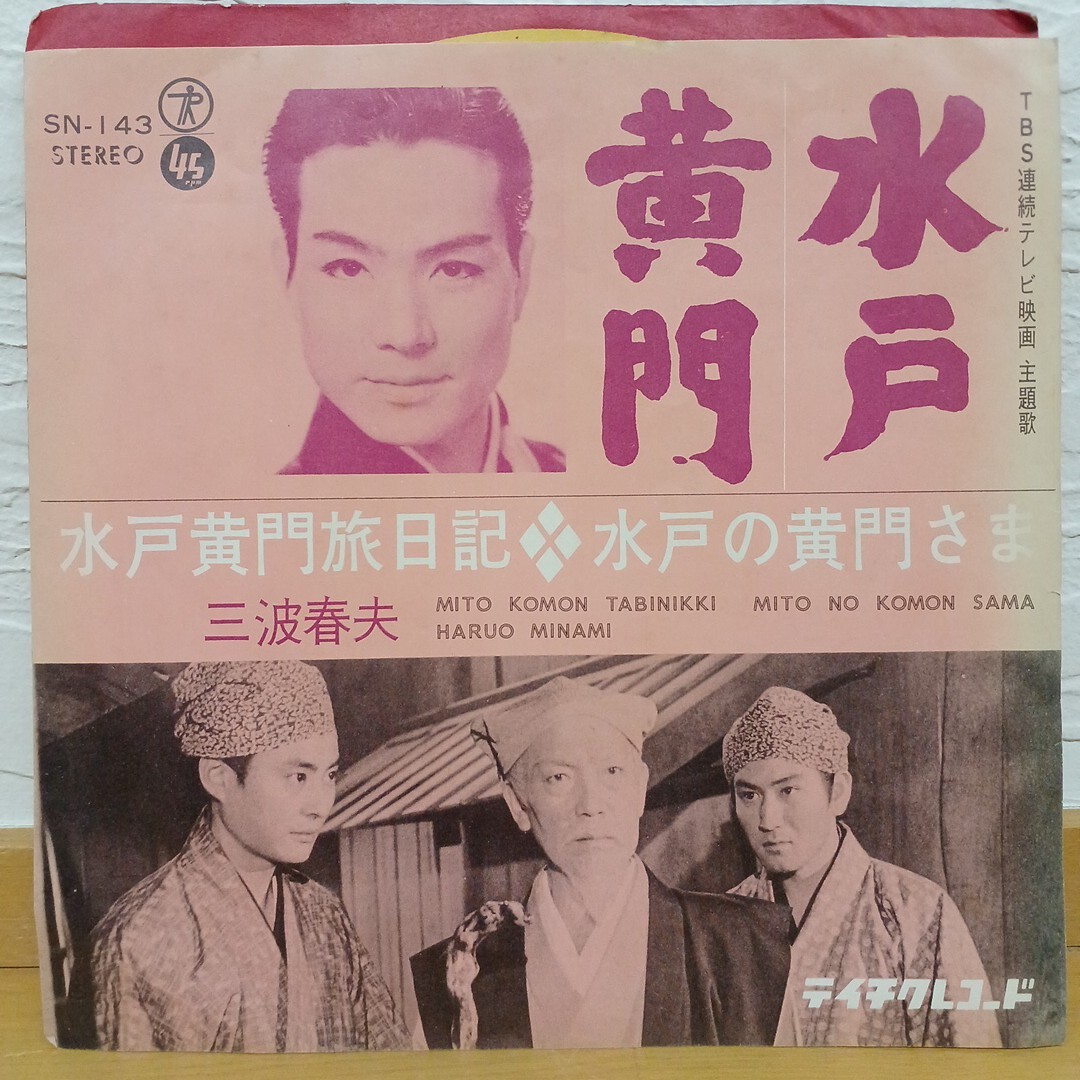 SN-143
STEREO
TR
45
rpm
TBS連続テレビ映画 主題歌
水戸
黄門
水戸黄門旅日記 水戸の黄門さま
三波春夫
MITO KOMON TABINIKKI MITO NO KOMON SAMA
HARUO MINAMI
テイチクレコード